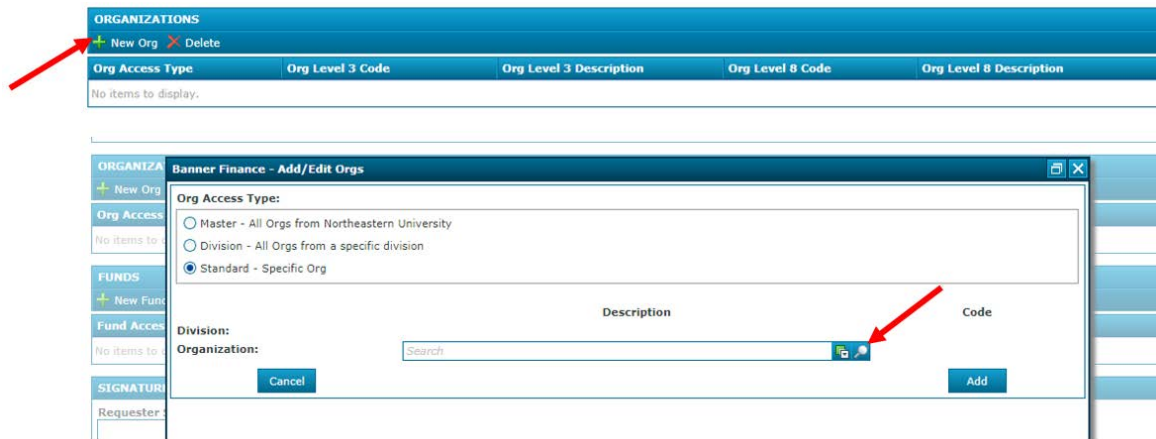 ORGANIZATIONS
New Org Delete
Org Access Type Org Level 3 Code Org Level 3 Description Org Level 8 Code Org Level 8 Description
No items to display.
ORGANIZA
New Org
Org Access
No items to
FUNDS
New Fund
Fund Acces
No items to
SIGNATUR
Requester
Banner Finance - Add/Edit Orgs
Org Access Type:
Master - All Orgs from Northeastern University
Division - All Orgs from a specific division
Standard - Specific Org
Description Code
Division:
Organization: Search
Cancel Add